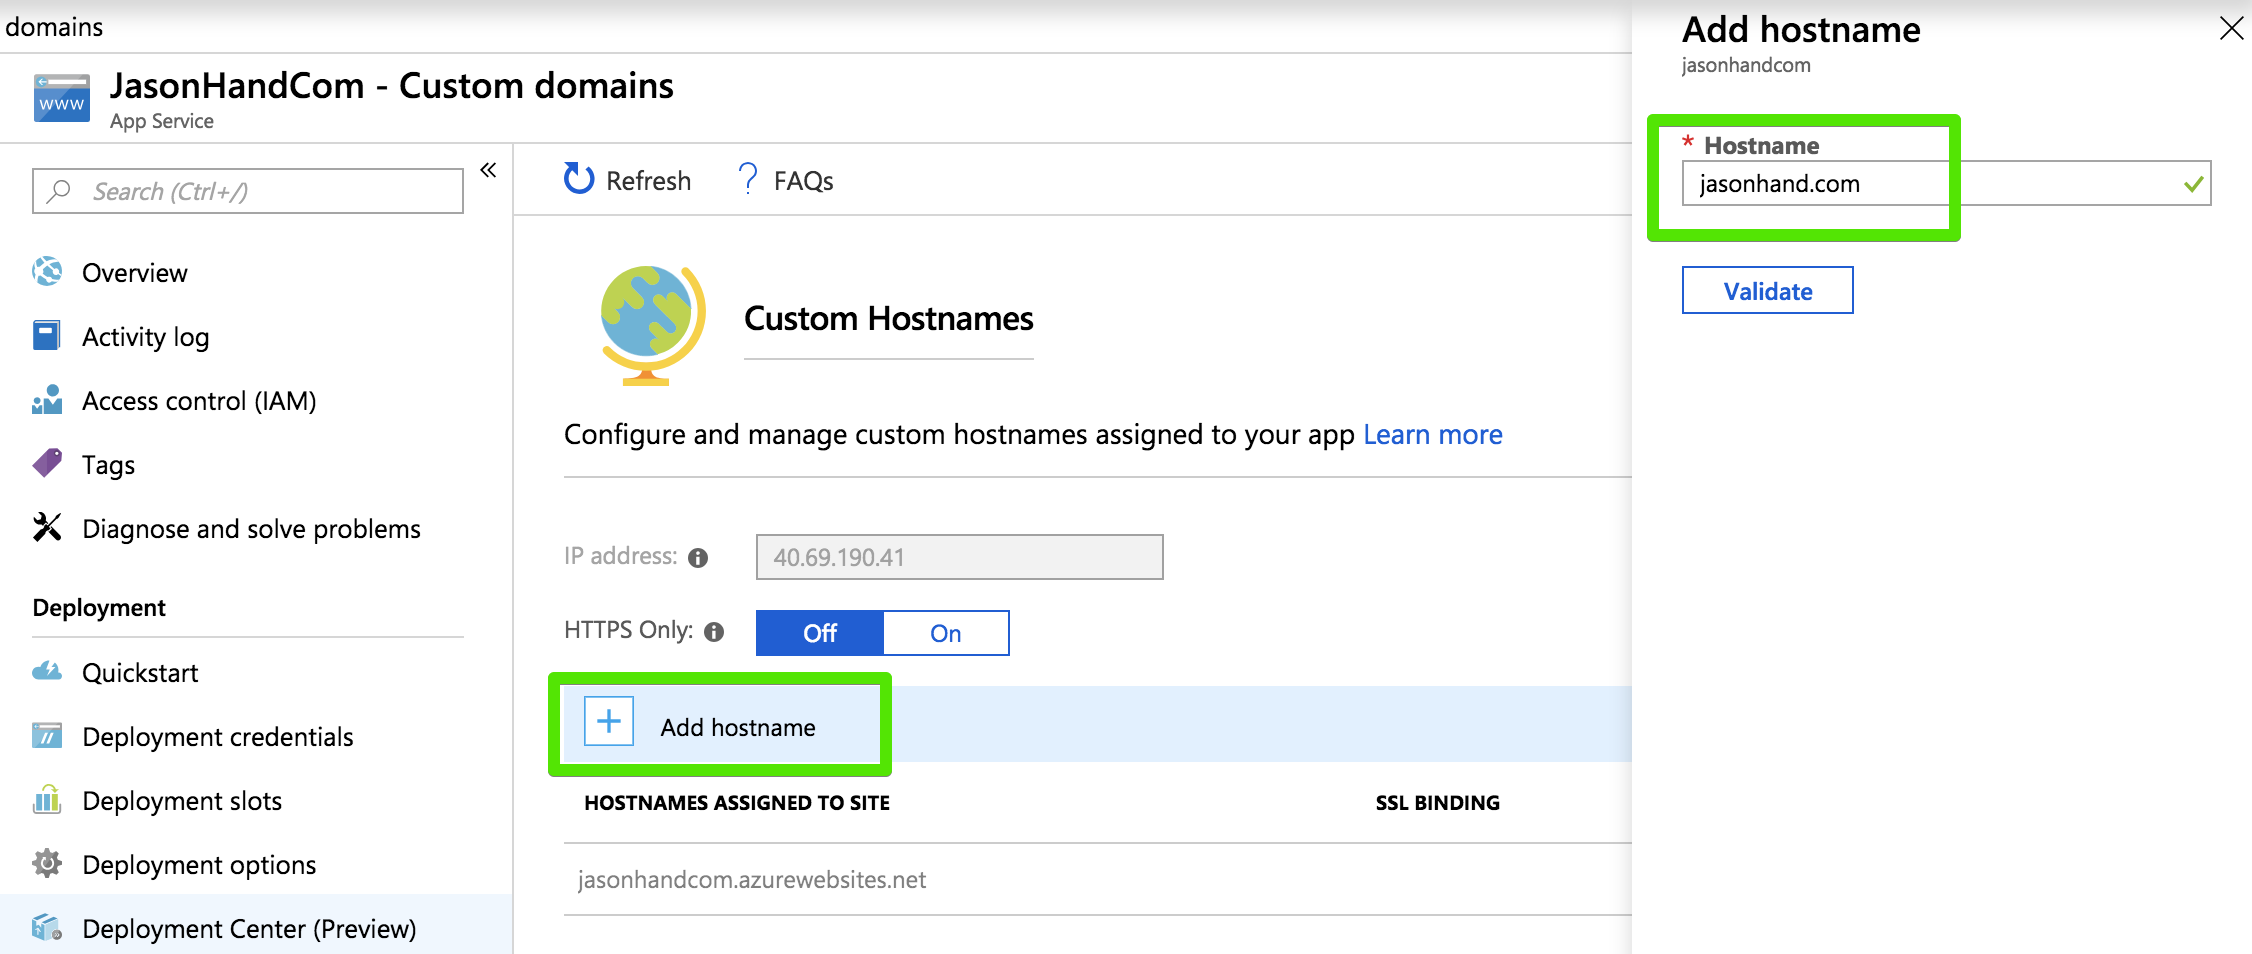 domains
JasonHandCom - Custom domains
App Service
www
Search (Ctrl+/)
«
Overview
Activity log
Access control (IAM)
Tags
Diagnose and solve problems
Deployment
Quickstart
Deployment credentials
Deployment slots
Deployment options
Deployment Center (Preview)
Refresh
? FAQs
Custom Hostnames
Configure and manage custom hostnames assigned to your app Learn more
IP address: 40.69.190.41
HTTPS Only: Off On
+ Add hostname
HOSTNAMES ASSIGNED TO SITE SSL BINDING
jasonhandcom.azurewebsites.net
Add hostname
jasonhandcom
* Hostname
jasonhand.com
Validate